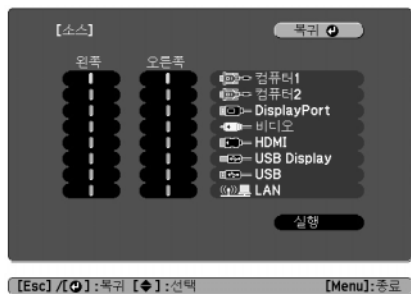 [소스]
복귀
왼쪽 오른쪽
컴퓨터1
컴퓨터2
DisplayPort
비디오
HDMI
USB Display
USB
LAN
실행
[Esc] /[ ] :복귀 [ ] :선택 [Menu]:종료